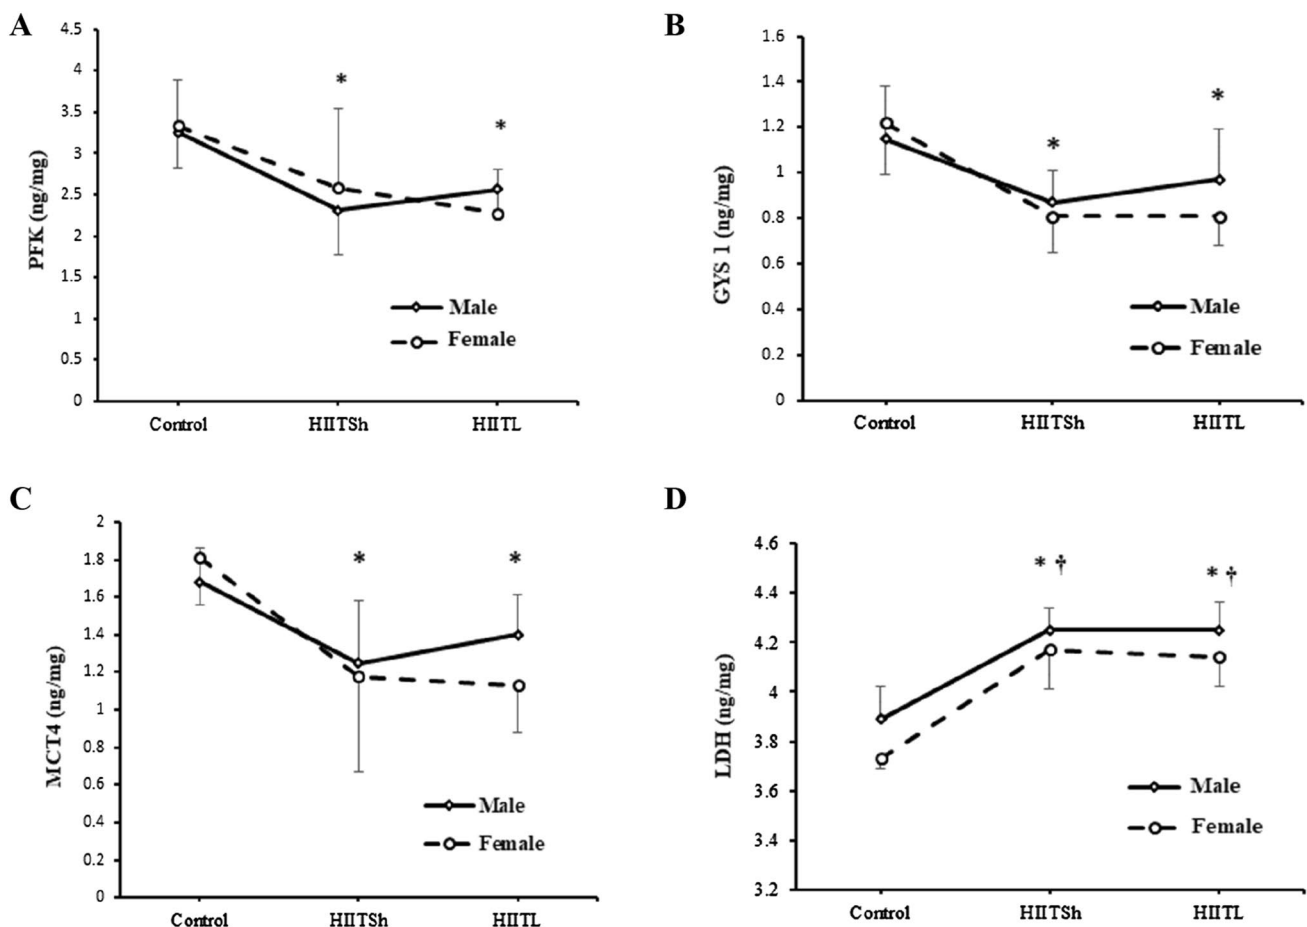 A
4.5
4
3.5
3
2.5
2
1.5
1
0.5
0
PFK (ng/mg)
*
*
Male
Female
Control HIITSh HIITL
B
1.6
1.4
1.2
1
0.8
0.6
0.4
0.2
0
GYS 1 (ng/mg)
*
*
Male
Female
Control HIITSh HIITL
C
2
1.8
1.6
1.4
1.2
1
0.8
0.6
0.4
0.2
0
MCT4 (ng/mg)
* *
Male
Female
Control HIITSh HIITL
D
4.6
4.4
4.2
4
3.8
3.6
3.4
3.2
LDH (ng/mg)
* †
* †
Male
Female
Control HIITSh HIITL